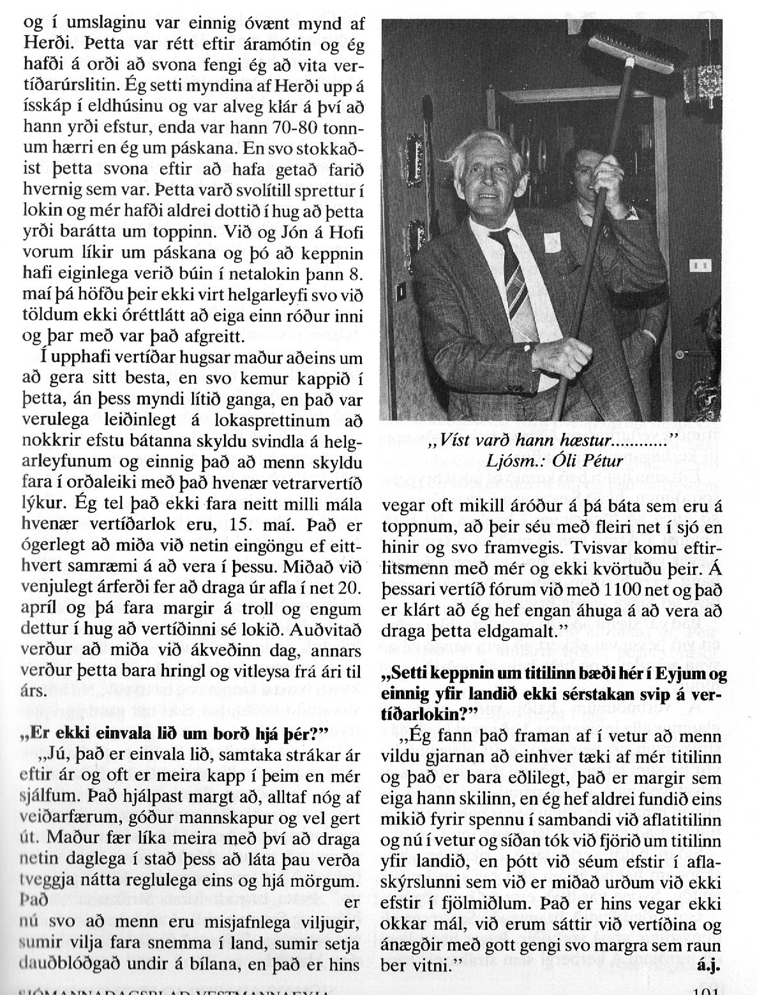 og í umslaginu var einnig óvænt mynd af
Herði. Þetta var rétt eftir áramótin og ég
hafði á orði að svona fengi ég að vita ver-
tíðarúrslitin. Ég setti myndina af Herði upp á
ísskáp í eldhúsinu og var alveg klár á því að
hann yrði efstur, enda var hann 70-80 tonn-
um hærri en ég um páskana. En svo stokkað-
ist þetta svona eftir að hafa getað farið
hvernig sem var. Þetta varð svolítill sprettur í
lokin og mér hafði aldrei dottið í hug að þetta
yrði barátta um toppinn. Við og Jón á Hofi
vorum líkir um páskana og þó að keppnin
hafi eiginlega verið búin í netalokin þann 8.
maí þá höfðu þeir ekki virt helgarleyfi svo við
töldum ekki óréttlátt að eiga einn róður inni
og þar með var það afgreitt.
Í upphafi vertíðar hugsar maður aðeins um
að gera sitt besta, en svo kemur kappið í
þetta, án þess myndi lítið ganga, en það var
verulega leiðinlegt á lokasprettinum að
nokkrir efstu bátanna skyldu svindla á helg-
arleyfunum og einnig það að menn skyldu
fara í orðaleiki með það hvenær vetrarvertíð
lýkur. Ég tel það ekki fara neitt milli mála
hvenær vertíðarlok eru, 15. maí. Það er
ógerlegt að miða við netin eingöngu ef eitt-
hvert samræmi á að vera í þessu. Miðað við
venjulegt árferði fer að draga úr afla í net 20.
apríl og þá fara margir á troll og engum
dettur í hug að vertíðinni sé lokið. Auðvitað
verður að miða við ákveðinn dag, annars
verður þetta bara hringl og vitleysa frá ári til
árs.
„Er ekki einvala lið um borð hjá þér?”
„Jú, það er einvala lið, samtaka strákar ár
eftir ár og oft er meira kapp í þeim en mér
sjálfum. Það hjálpast margt að, alltaf nóg af
veiðarfærum, góður mannskapur og vel gert
út. Maður fær líka meira með því að draga
netin daglega í stað þess að láta þau verða
tveggja nátta reglulega eins og hjá mörgum.
Það er
nú svo að menn eru misjafnlega viljugir,
sumir vilja fara snemma í land, sumir setja
dauðblóðgað undir á bílana, en það er hins
„Víst varð hann hæstur...........”
Ljósm.: Óli Pétur
vegar oft mikill áróður á þá báta sem eru á
toppnum, að þeir séu með fleiri net í sjó en
hinir og svo framvegis. Tvisvar komu eftir-
litsmenn með mér og ekki kvörtuðu þeir. Á
þessari vertíð fórum við með 1100 net og það
er klárt að ég hef engan áhuga á að vera að
draga þetta eldgamalt.”
„Setti keppnin um titilinn bæði hér í Eyjum og
einnig yfir landið ekki sérstakan svip á ver-
tíðarlokin?”
„Ég fann það framan af í vetur að menn
vildu gjarnan að einhver tæki af mér titilinn
og það er bara eðlilegt, það er margir sem
eiga hann skilinn, en ég hef aldrei fundið eins
mikið fyrir spennu í sambandi við aflatitilinn
og nú í vetur og síðan tók við fjörið um titilinn
yfir landið, en þótt við séum efstir í afla-
skýrslunni sem við er miðað urðum við ekki
efstir í fjölmiðlum. Það er hins vegar ekki
okkar mál, við erum sáttir við vertíðina og
ánægðir með gott gengi svo margra sem raun
ber vitni.” á.j.
SJÓMANNADAGSBLAÐ VESTMANNAEYJA 101